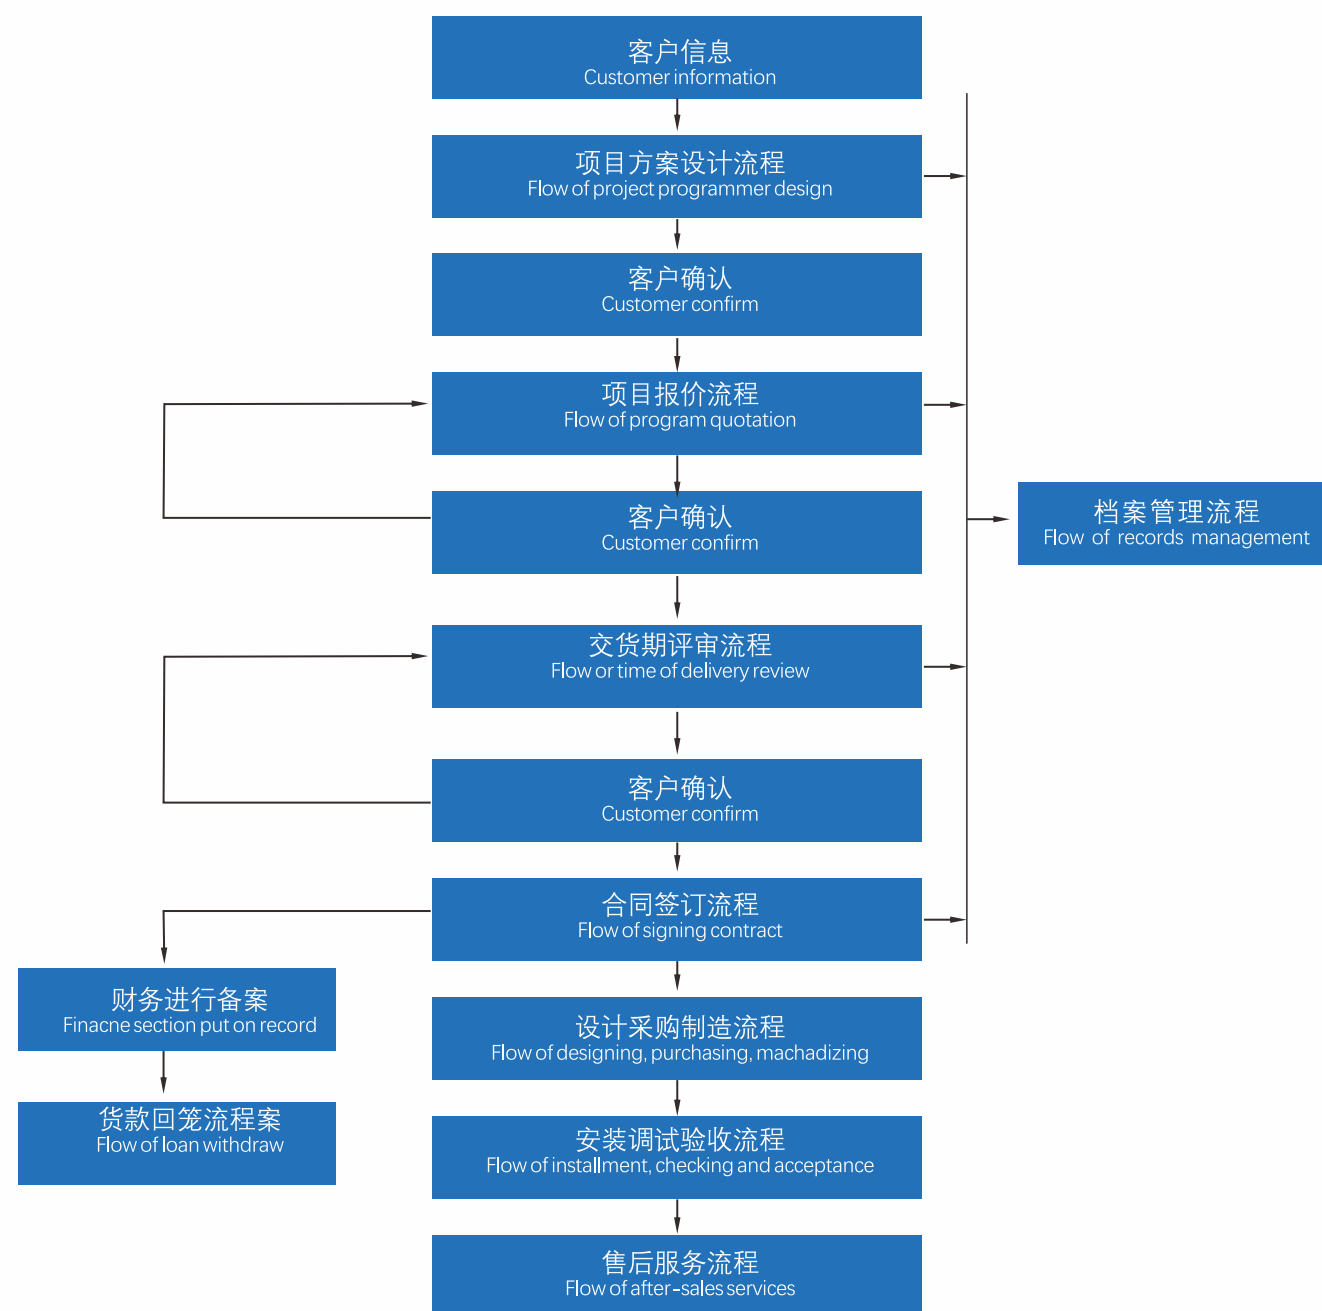 客户信息
Customer information
项目方案设计流程
Flow of project programmer design
客户确认
Customer confirm
项目报价流程
Flow of program quotation
客户确认
Customer confirm
档案管理流程
Flow of records management
交货期评审流程
Flow or time of delivery review
客户确认
Customer confirm
合同签订流程
Flow of signing contract
财务进行备案
Finacne section put on record
设计采购制造流程
Flow of designing, purchasing, machadizing
货款回笼流程案
Flow of loan withdraw
安装调试验收流程
Flow of installment, checking and acceptance
售后服务流程
Flow of after-sales services